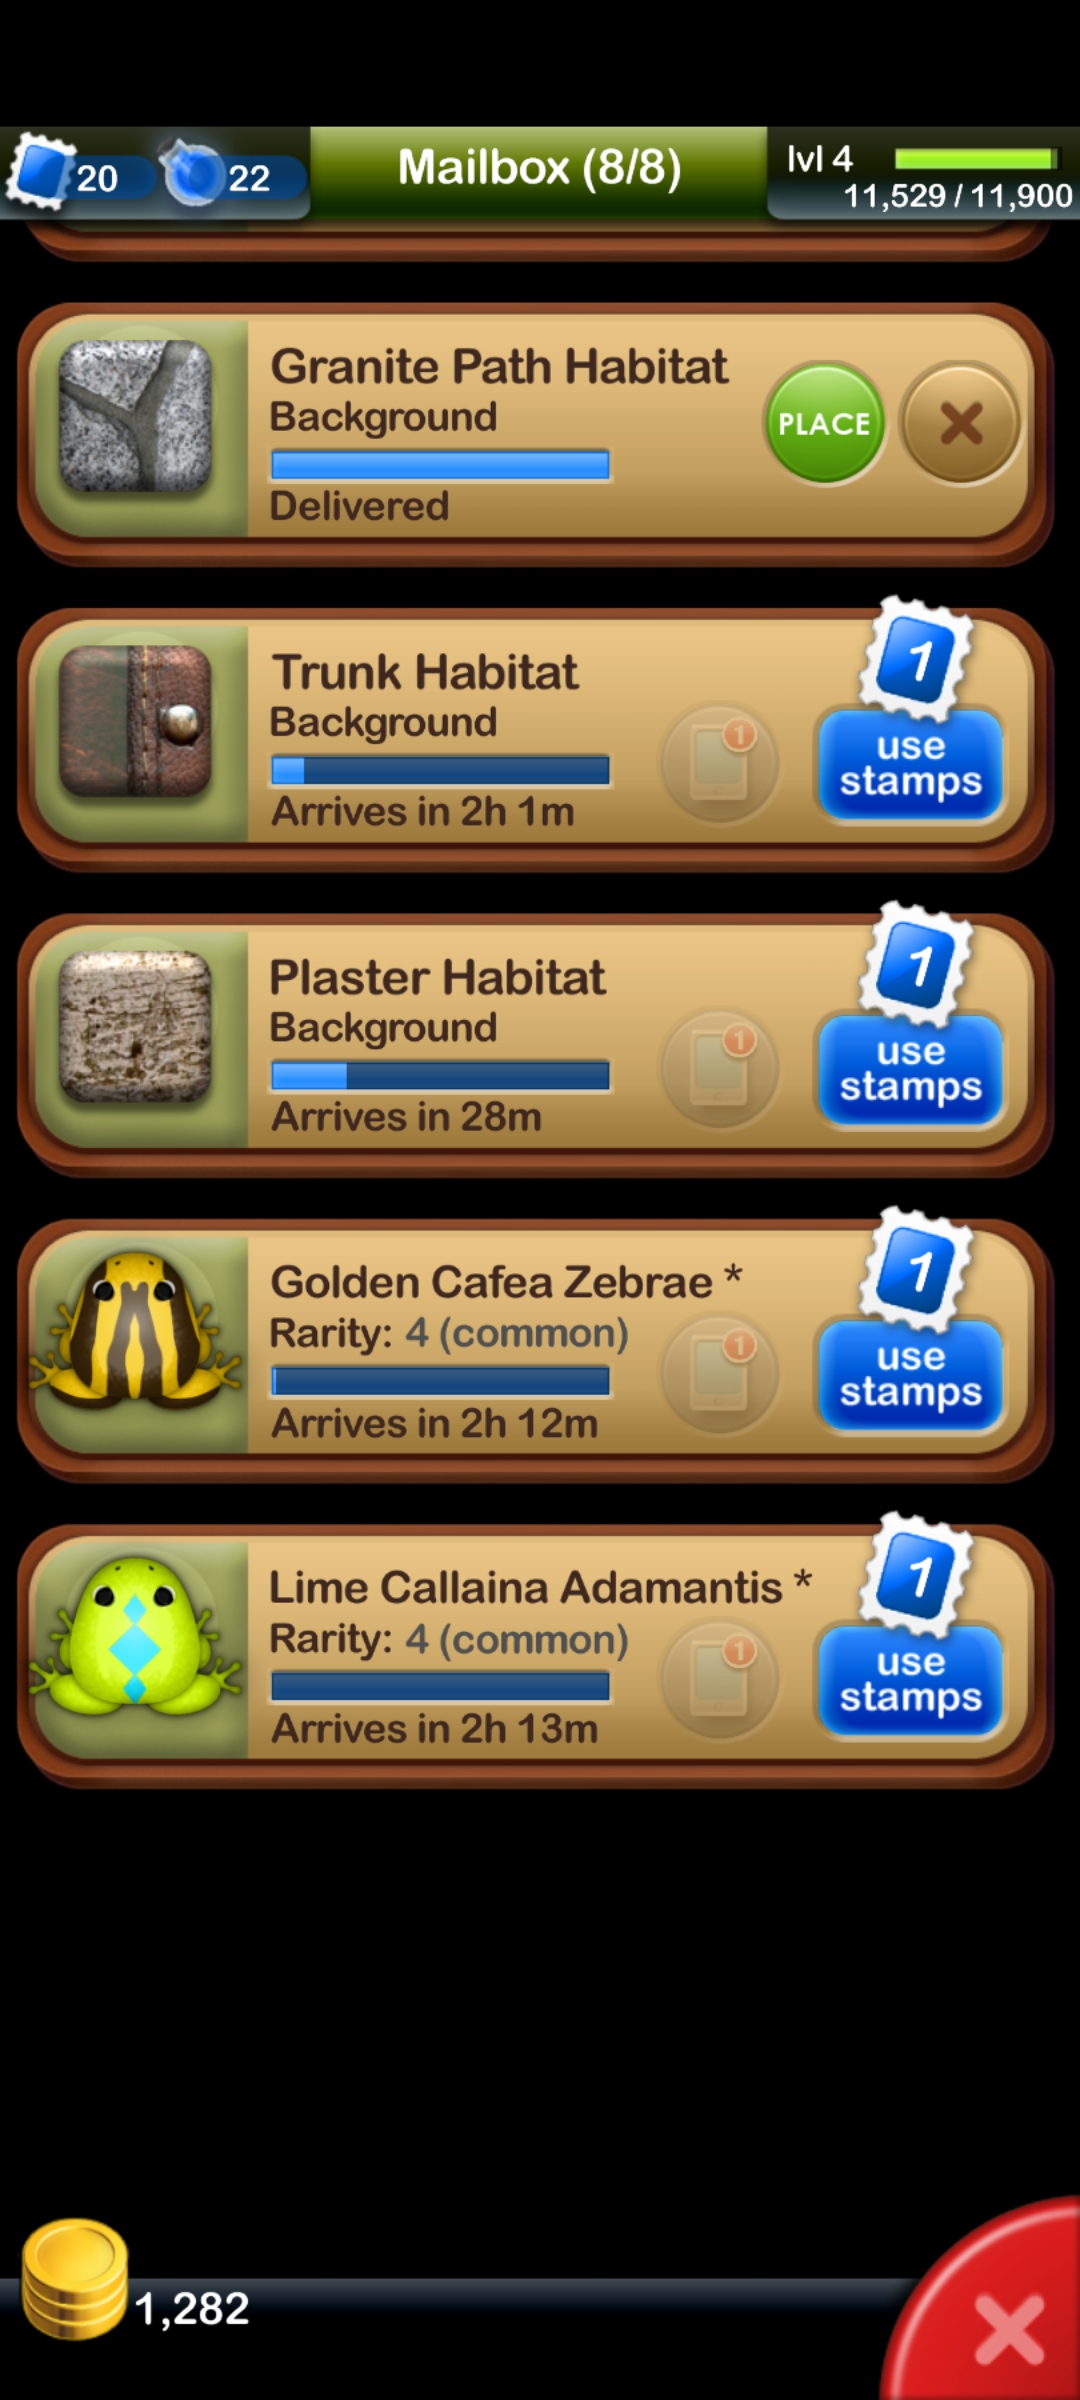 20
22
Mailbox (8/8)
lvl 4
11,529 / 11,900
Granite Path Habitat
Background
Delivered
PLACE
Trunk Habitat
Background
Arrives in 2h 1m
1
1
use
stamps
Plaster Habitat
Background
Arrives in 28m
1
1
use
stamps
Golden Cafea Zebrae *
Rarity: 4 (common)
Arrives in 2h 12m
1
1
use
stamps
Lime Callaina Adamantis *
Rarity: 4 (common)
Arrives in 2h 13m
1
1
use
stamps
1,282